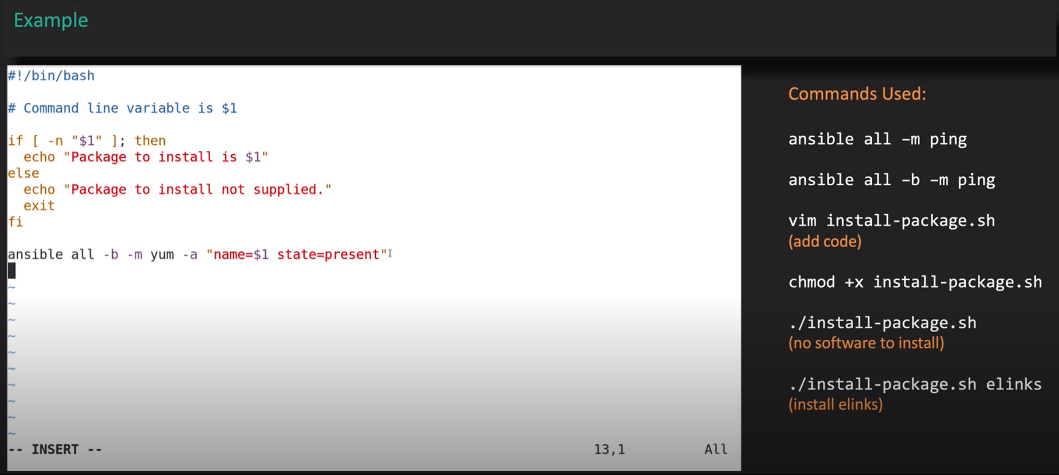 Example
#!/bin/bash
# Command line variable is $1
if [ -n "$1" ]; then
  echo "Package to install is $1"
else
  echo "Package to install not supplied."
  exit
fi
ansible all -b -m yum -a "name=$1 state=present"
~
~
~
~
~
~
~
~
~
~
-- INSERT --
13,1
All
Commands Used:
ansible all –m ping
ansible all –b –m ping
vim install-package.sh
(add code)
chmod +x install-package.sh
./install-package.sh
(no software to install)
./install-package.sh elinks
(install elinks)